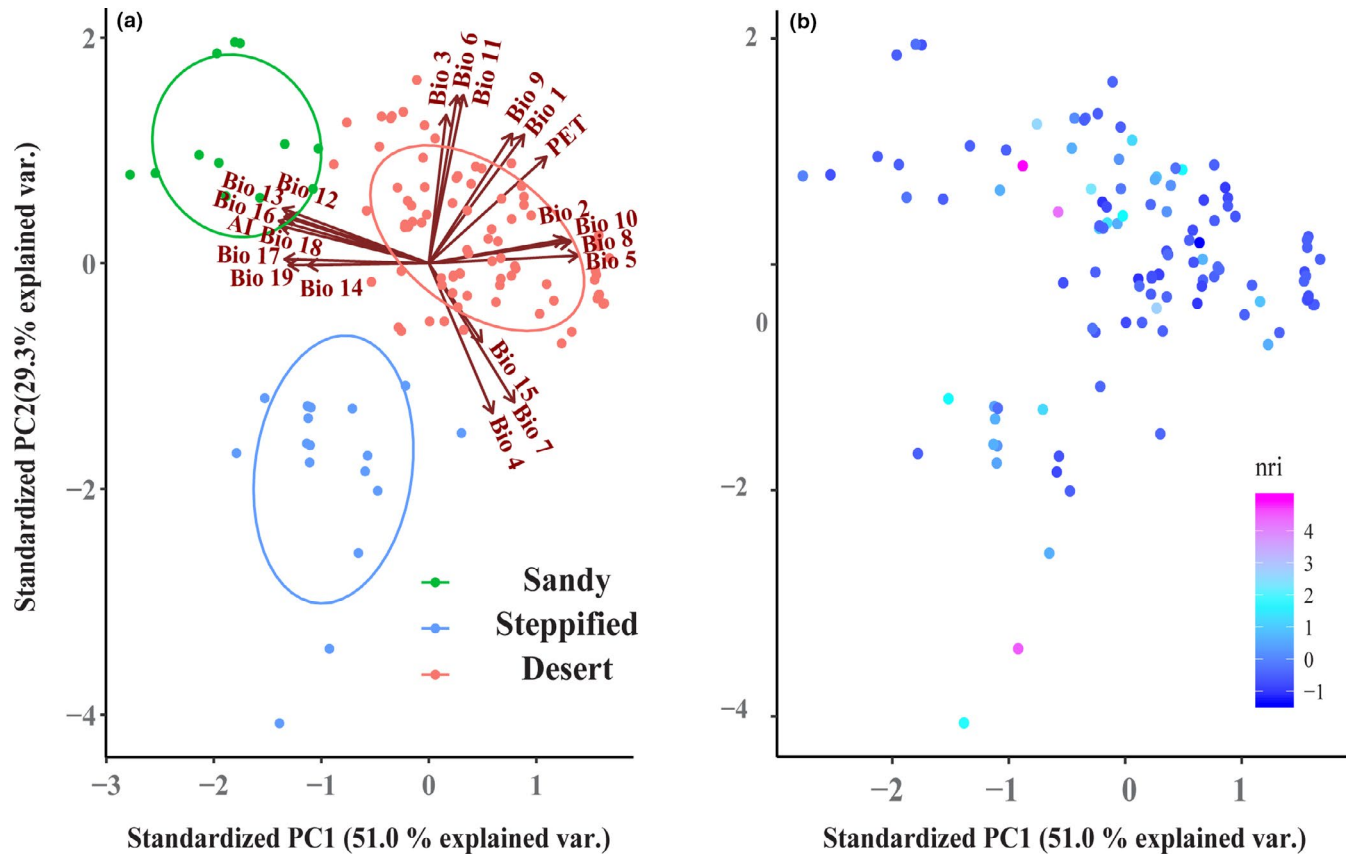 (a)
2
0
−2
−4
−3
−2
−1
0
1
Standardized PC2(29.3% explained var.)
Standardized PC1 (51.0 % explained var.)
Bio 3
Bio 6
Bio 11
Bio 9
Bio 1
PET
Bio 2
Bio 10
Bio 8
Bio 5
Bio 13
Bio 12
Bio 16
AI
Bio 18
Bio 17
Bio 19
Bio 14
Bio 15
Bio 7
Bio 4
Sandy
Steppified
Desert
(b)
2
0
−2
−4
−2
−1
0
1
Standardized PC1 (51.0 % explained var.)
nri
4
3
2
1
0
−1